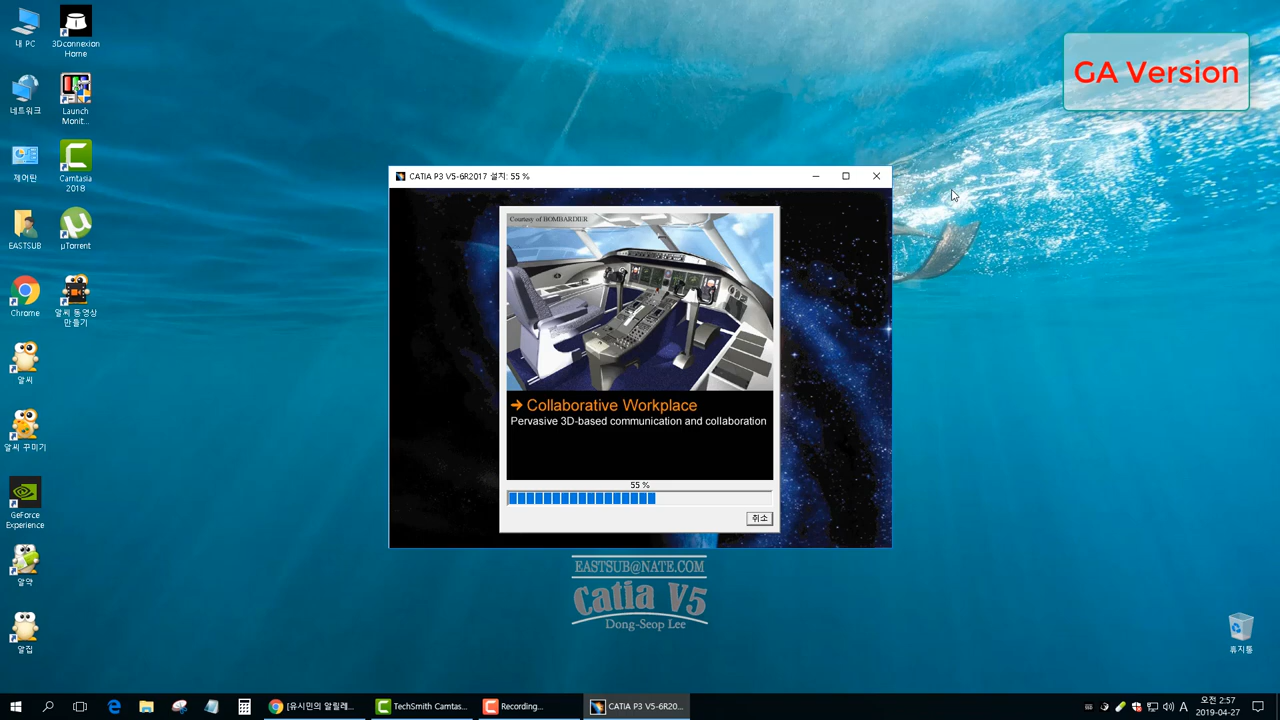 내 PC
3Dconnexion
Home
네트워크
Launch
Monit...
제어판
Camtasia
2018
EASTSUB
µTorrent
Chrome
알씨 동영상
만들기
알씨
알씨 꾸미기
GeForce
Experience
알약
알집
GA Version
CATIA P3 V5-6R2017 설치: 55 %
Courtesy of BOMBARDIER
➔ Collaborative Workplace
Pervasive 3D-based communication and collaboration
55 %
취소
EASTSUB@NATE.COM
Catia V5
Dong-Seop Lee
휴지통
[유시민의 알릴레...
TechSmith Camtas...
Recording...
CATIA P3 V5-6R20...
A
오전 2:57
2019-04-27